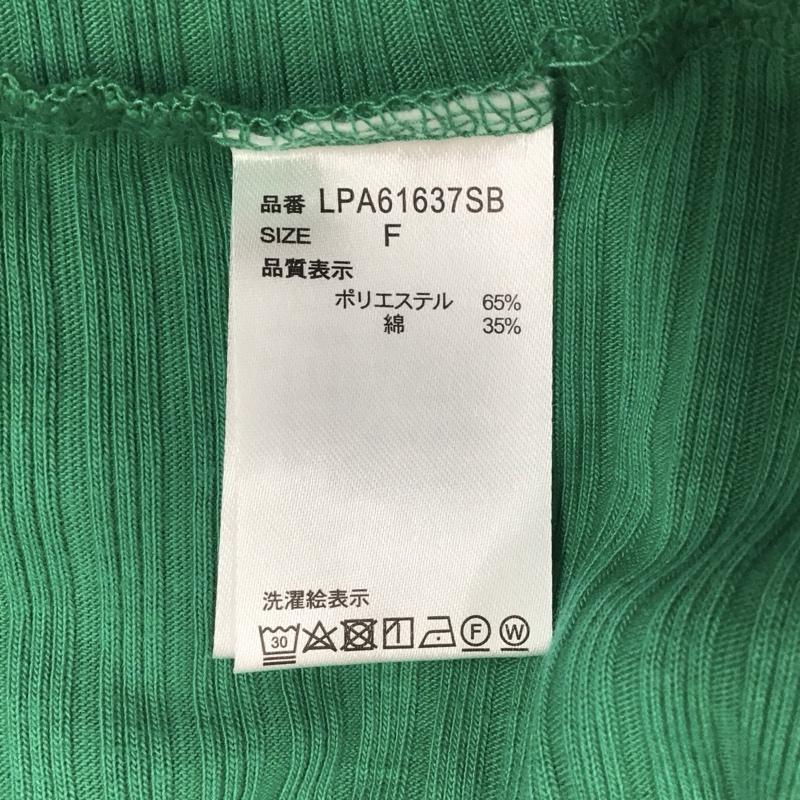 品番 LPA61637SB
SIZE F
品質表示
ポリエステル 65%
綿 35%
洗濯絵表示
30 F W